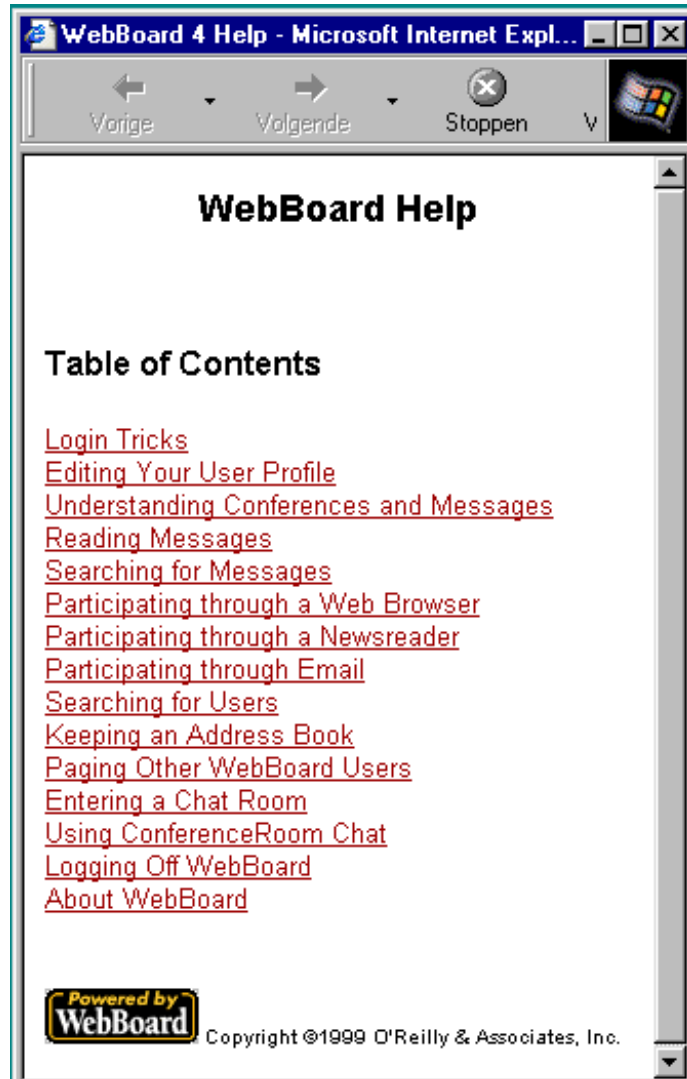 WebBoard 4 Help - Microsoft Internet Expl...
Vorige Volgende Stoppen V
WebBoard Help
Table of Contents
Login Tricks
Editing Your User Profile
Understanding Conferences and Messages
Reading Messages
Searching for Messages
Participating through a Web Browser
Participating through a Newsreader
Participating through Email
Searching for Users
Keeping an Address Book
Paging Other WebBoard Users
Entering a Chat Room
Using ConferenceRoom Chat
Logging Off WebBoard
About WebBoard
Powered by
WebBoard Copyright ©1999 O'Reilly & Associates, Inc.